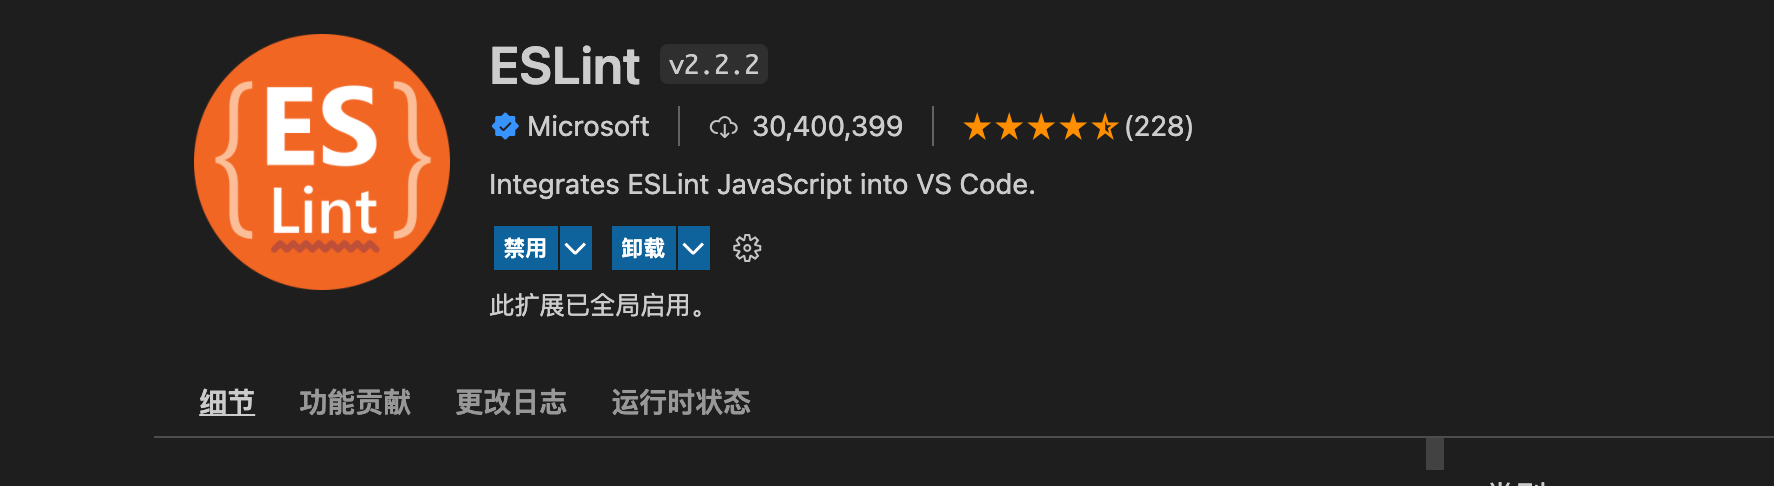 {ES}
Lint
ESLint v2.2.2
Microsoft 30,400,399 (228)
Integrates ESLint JavaScript into VS Code.
禁用 卸载
此扩展已全局启用。
细节 功能贡献 更改日志 运行时状态